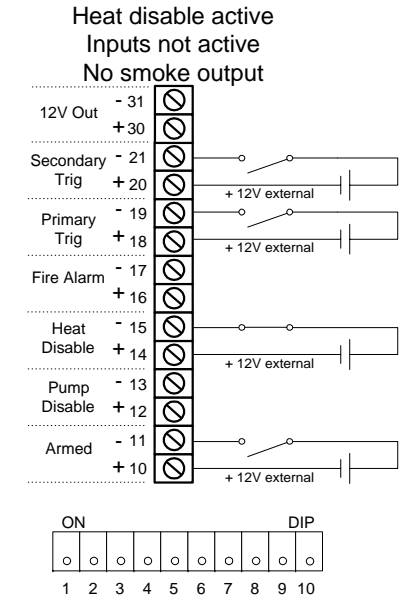 Heat disable active
Inputs not active
No smoke output
12V Out
- 31
+ 30
Secondary Trig
- 21
+ 20
+ 12V external
Primary Trig
- 19
+ 18
+ 12V external
Fire Alarm
- 17
+ 16
Heat Disable
- 15
+ 14
+ 12V external
Pump Disable
- 13
+ 12
Armed
- 11
+ 10
+ 12V external
ON DIP
1 2 3 4 5 6 7 8 9 10